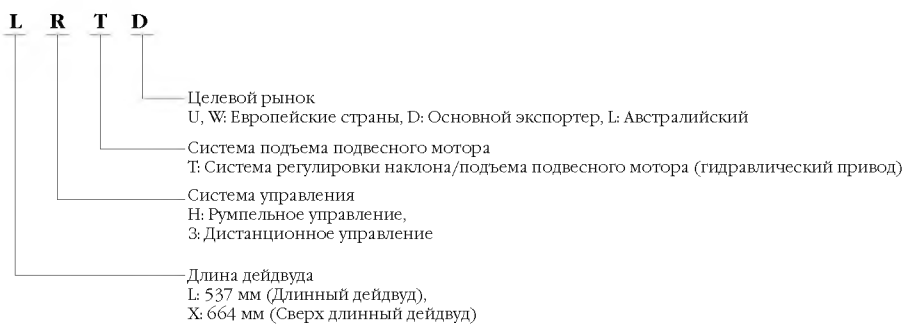 L R T D
Целевой рынок
U, W: Европейские страны, D: Основной экспортер, L: Австралийский
Система подъема подвесного мотора
T: Система регулировки наклона/подъема подвесного мотора (гидравлический привод)
Система управления
H: Румпельное управление,
3: Дистанционное управление
Длина дейдвуда
L: 537 мм (Длинный дейдвуд),
X: 664 мм (Сверх длинный дейдвуд)